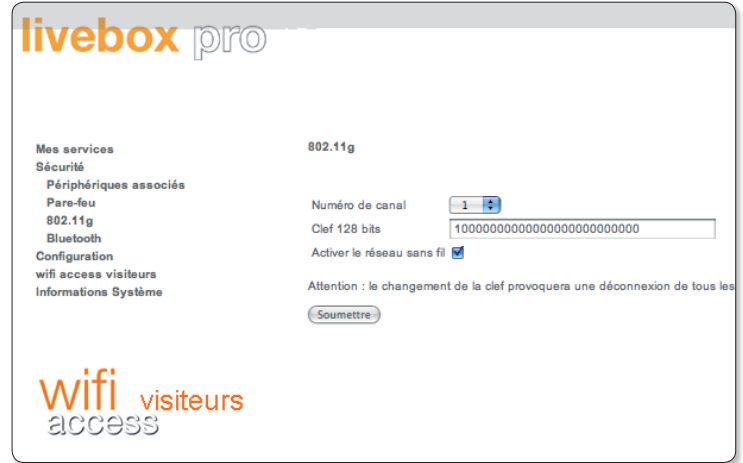 livebox pro
Mes services
Sécurité
Périphériques associés
Pare-feu
802.11g
Bluetooth
Configuration
wifi access visiteurs
Informations Système
802.11g
Numéro de canal 1
Clef 128 bits 10000000000000000000000000
Activer le réseau sans fil
Attention : le changement de la clef provoquera une déconnexion de tous les
Soumettre
wifi visiteurs
access